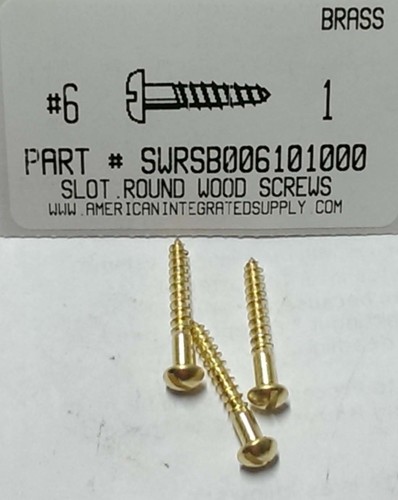 BRASS
#6 1
PART # SWRSB006101000
SLOT.ROUND WOOD SCREWS
WWW.AMERICANINTEGRATEDSUPPLY.COM